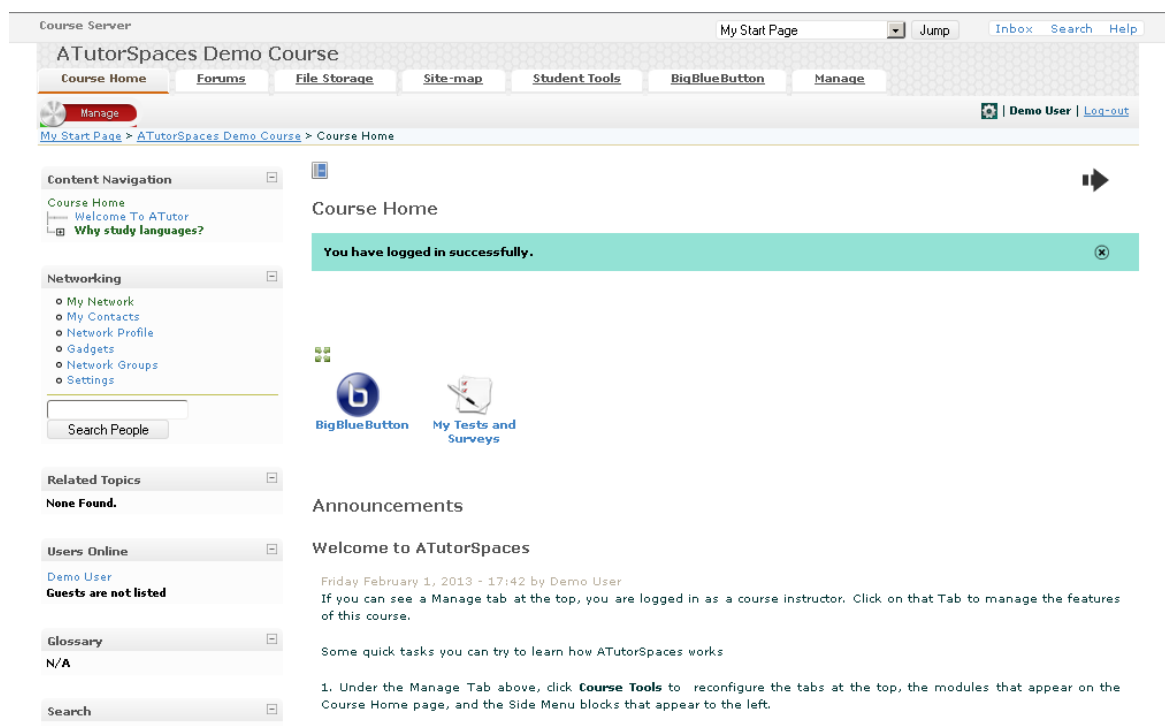 Course Server
My Start Page Jump Inbox Search Help
ATutorSpaces Demo Course
Course Home Forums File Storage Site-map Student Tools BigBlueButton Manage
Manage | Demo User | Log-out
My Start Page > ATutorSpaces Demo Course > Course Home
Content Navigation
Course Home
Welcome To ATutor
Why study languages?
Networking
My Network
My Contacts
Network Profile
Gadgets
Network Groups
Settings
Search People
Related Topics
None Found.
Users Online
Demo User
Guests are not listed
Glossary
N/A
Search
Course Home
You have logged in successfully.
b
BigBlueButton
My Tests and
Surveys
Announcements
Welcome to ATutorSpaces
Friday February 1, 2013 - 17:42 by Demo User
If you can see a Manage tab at the top, you are logged in as a course instructor. Click on that Tab to manage the features
of this course.
Some quick tasks you can try to learn how ATutorSpaces works
1. Under the Manage Tab above, click Course Tools to reconfigure the tabs at the top, the modules that appear on the
Course Home page, and the Side Menu blocks that appear to the left.